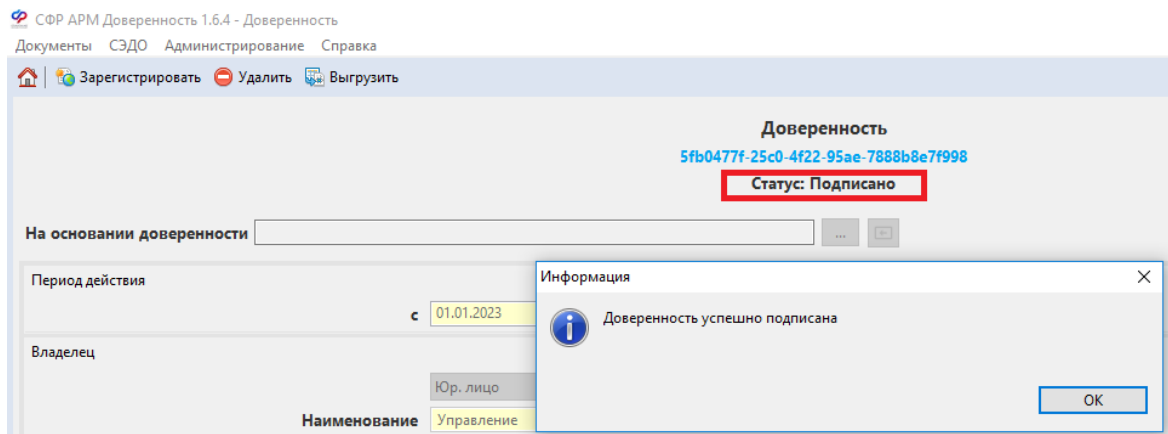 СФР АРМ Доверенность 1.6.4 - Доверенность
Документы СЭДО Администрирование Справка
Зарегистрировать Удалить Выгрузить
Доверенность
5fb0477f-25c0-4f22-95ae-7888b8e7f998
Статус: Подписано
На основании доверенности ...
Период действия
с 01.01.2023
Владелец
Юр. лицо
Наименование Управление
Информация
Доверенность успешно подписана
ОК